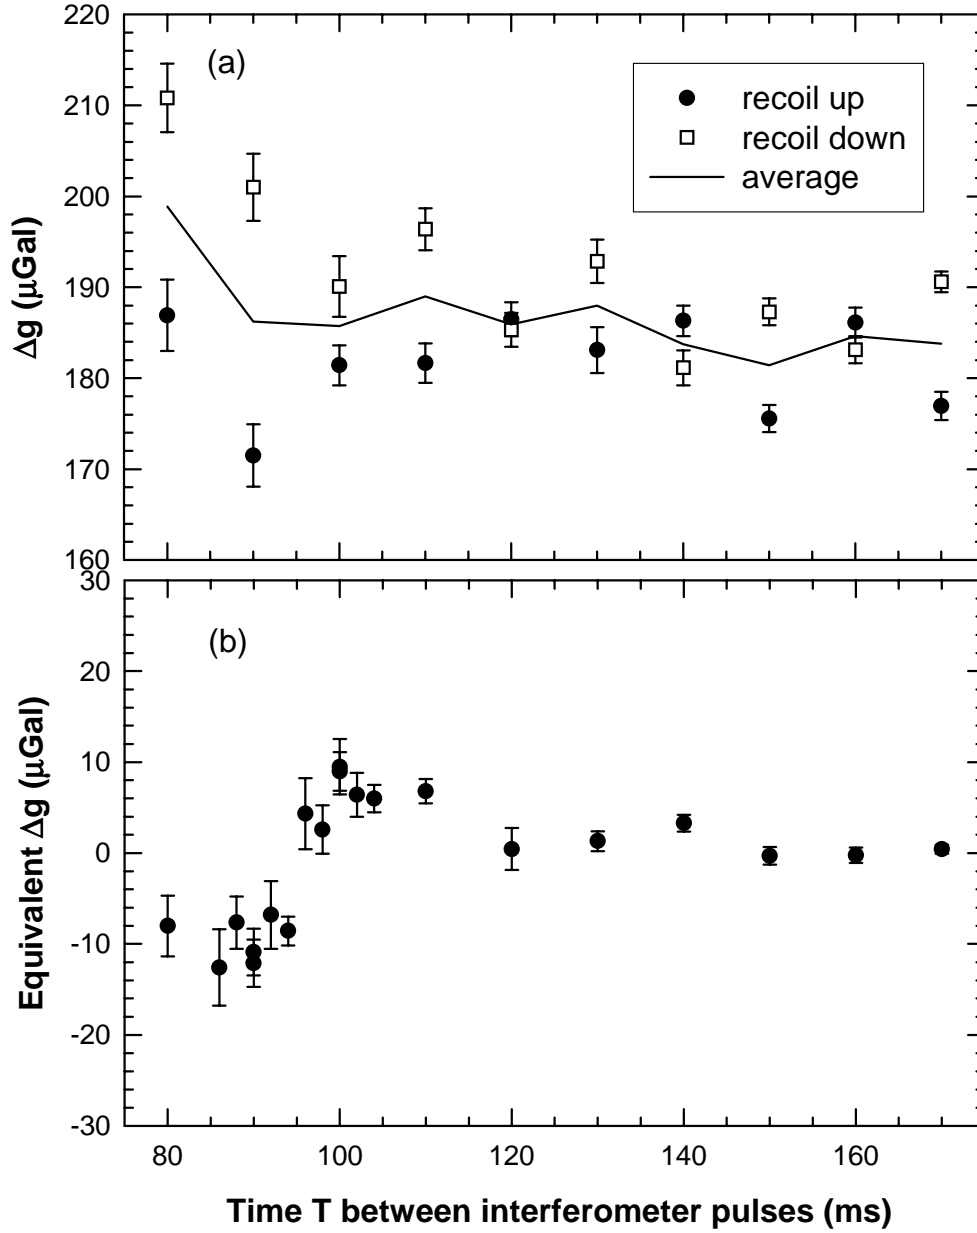 220
210
200
190
180
170
160
Δg (μGal)
(a)
recoil up
recoil down
average
30
20
10
0
-10
-20
-30
Equivalent Δg (μGal)
(b)
80 100 120 140 160
Time T between interferometer pulses (ms)